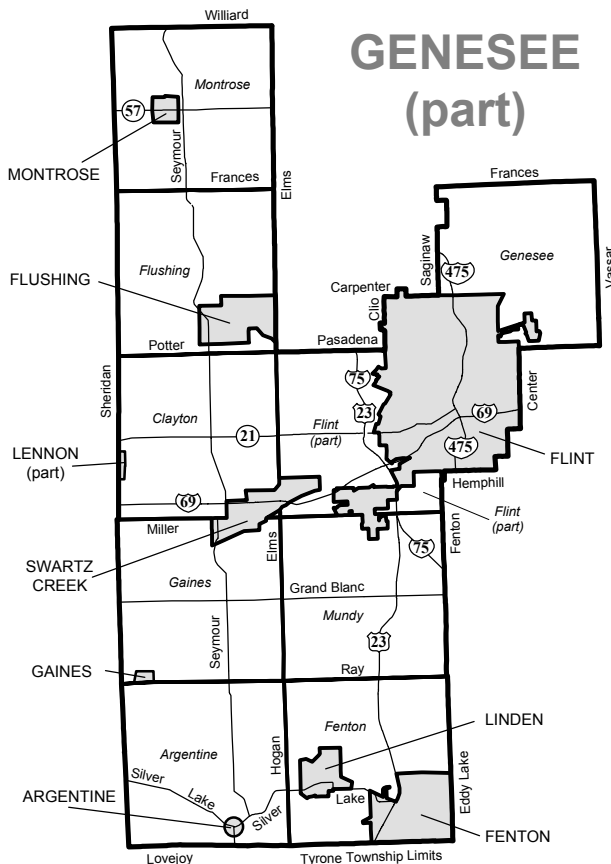 Williard
GENESEE
(part)
Montrose
57
Seymour
MONTROSE
Frances
Elms
Frances
Flushing
Saginaw
475
Genesee
Vassar
FLUSHING
Carpenter
Clio
Potter
Pasadena
Sheridan
75
23
69
Center
Clayton
21
Flint
(part)
475
FLINT
LENNON
(part)
69
Hemphill
Flint
(part)
Miller
Elms
Fenton
75
SWARTZ
CREEK
Gaines
Grand Blanc
Mundy
Seymour
23
GAINES
Ray
Fenton
LINDEN
Argentine
Hogan
Silver
Lake
Silver
Lake
Eddy Lake
ARGENTINE
FENTON
Lovejoy
Tyrone Township Limits